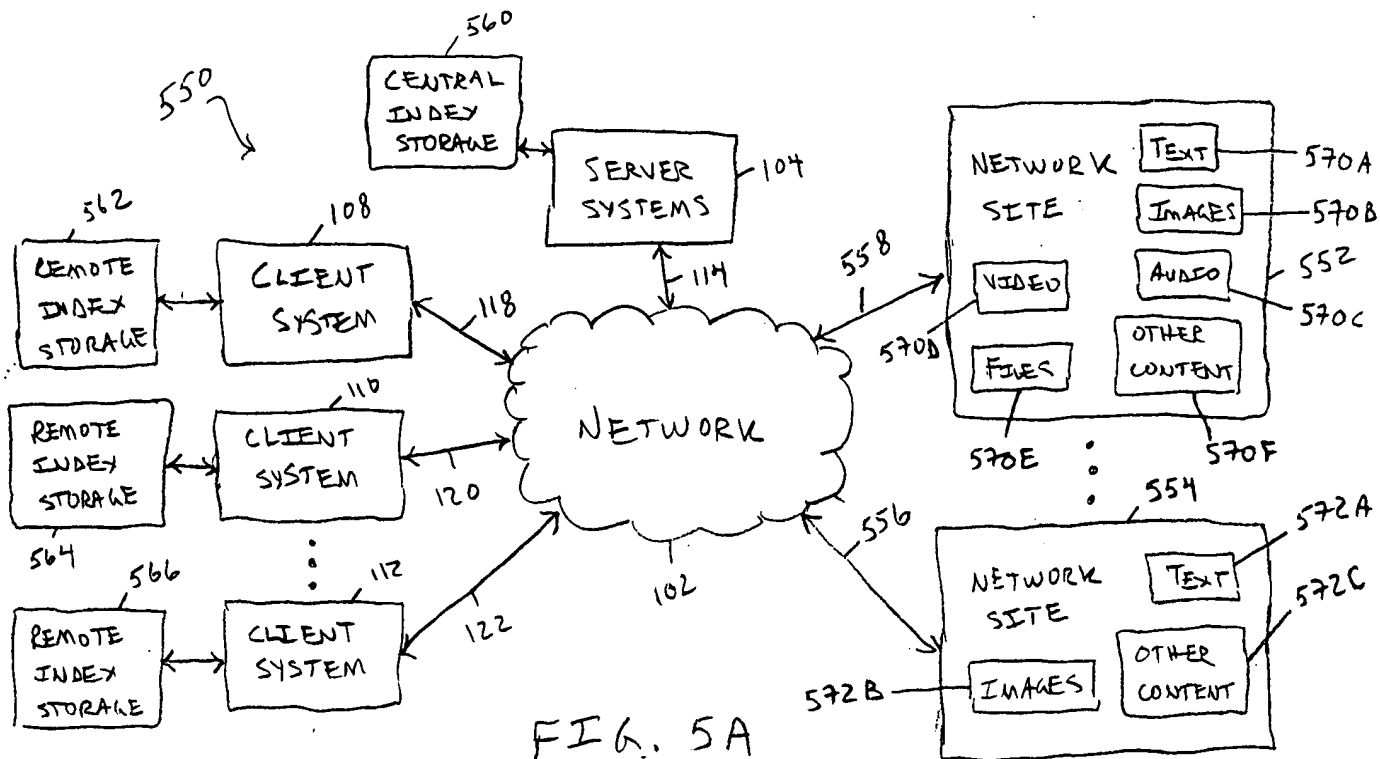 550
560
CENTRAL
INDEX
STORAGE
SERVER
SYSTEMS
104
114
562
REMOTE
INDEX
STORAGE
108
CLIENT
SYSTEM
118
REMOTE
INDEX
STORAGE
564
110
CLIENT
SYSTEM
120
566
REMOTE
INDEX
STORAGE
112
CLIENT
SYSTEM
122
NETWORK
102
558
556
NETWORK
SITE
TEXT
570A
IMAGES
570B
552
AUDIO
570C
VIDEO
570D
OTHER
CONTENT
FILES
570E
570F
554
NETWORK
SITE
TEXT
572A
572C
OTHER
CONTENT
572B
IMAGES
FIG. 5A